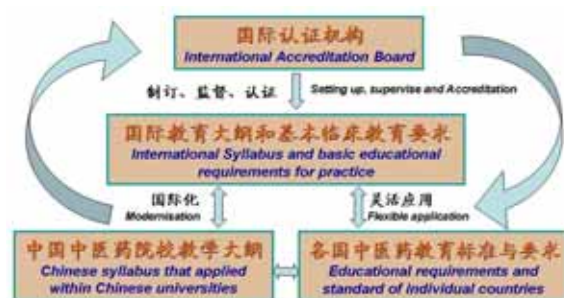 国际认证机构
International Accreditation Board
制订、监督、认证
Setting up, supervise and Accreditation
国际教育大纲和基本临床教育要求
International Syllabus and basic educational
requirements for practice
国际化
Modernisation
灵活应用
Flexible application
中国中医药院校教学大纲
Chinese syllabus that applied
within Chinese universities
各国中医药教育标准与要求
Educational requirements and
standard of Individual countries